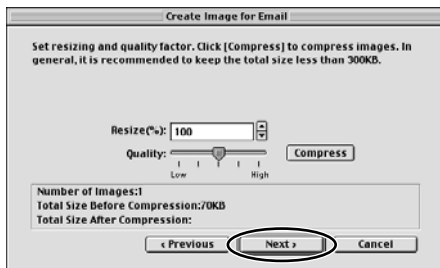 Create Image for Email
Set resizing and quality factor. Click [Compress] to compress images. In
general, it is recommended to keep the total size less than 300KB.
Resize(%): 100
Quality:
Compress
Low High
Number of Images:1
Total Size Before Compression:70KB
Total Size After Compression:
‹ Previous Next › Cancel